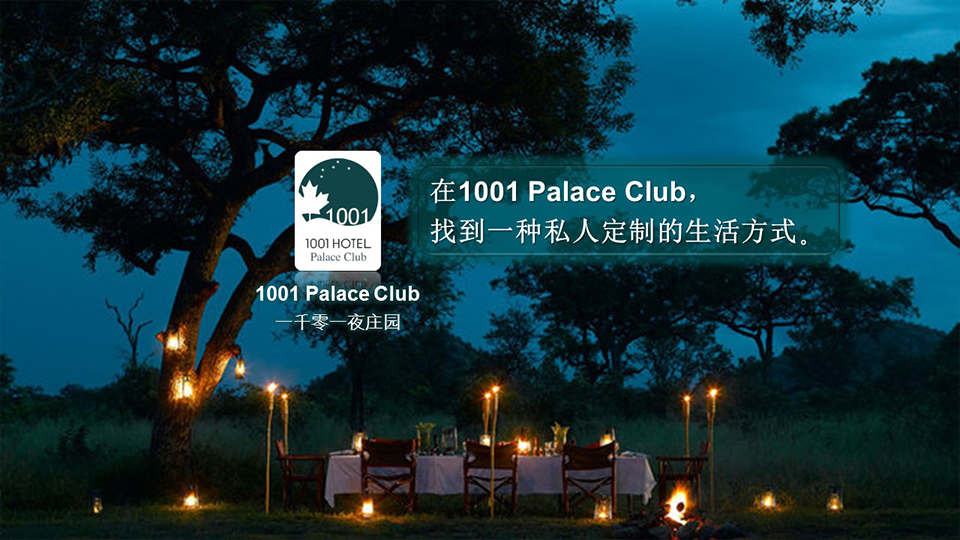 在1001 Palace Club，
找到一种私人定制的生活方式。
1001
1001 HOTEL
Palace Club
1001 Palace Club
一千零一夜庄园